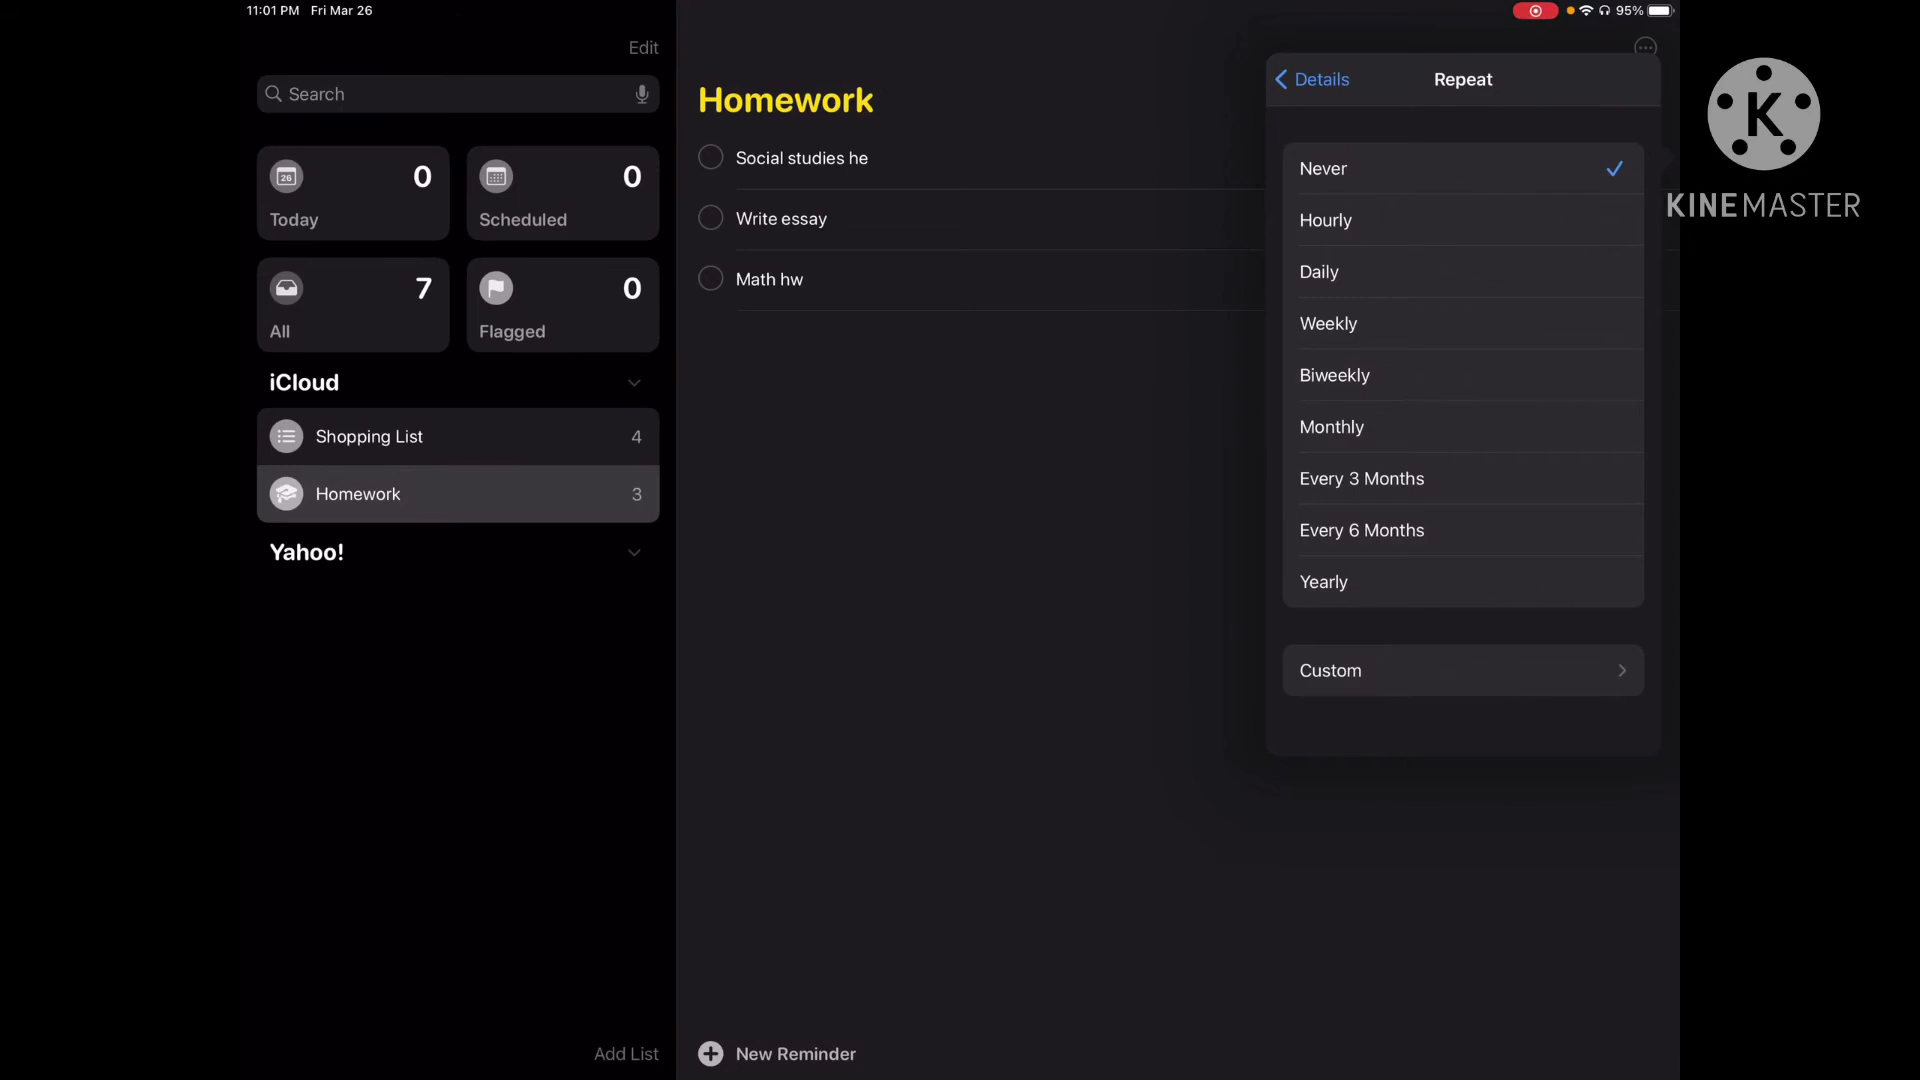 11:01 PM Fri Mar 26
95%
Edit
Search
26
0
Today
0
Scheduled
7
All
0
Flagged
iCloud
Shopping List 4
Homework 3
Yahoo!
Add List
Homework
Social studies he
Write essay
Math hw
New Reminder
Details
Repeat
Never
Hourly
Daily
Weekly
Biweekly
Monthly
Every 3 Months
Every 6 Months
Yearly
Custom
K
KINEMASTER